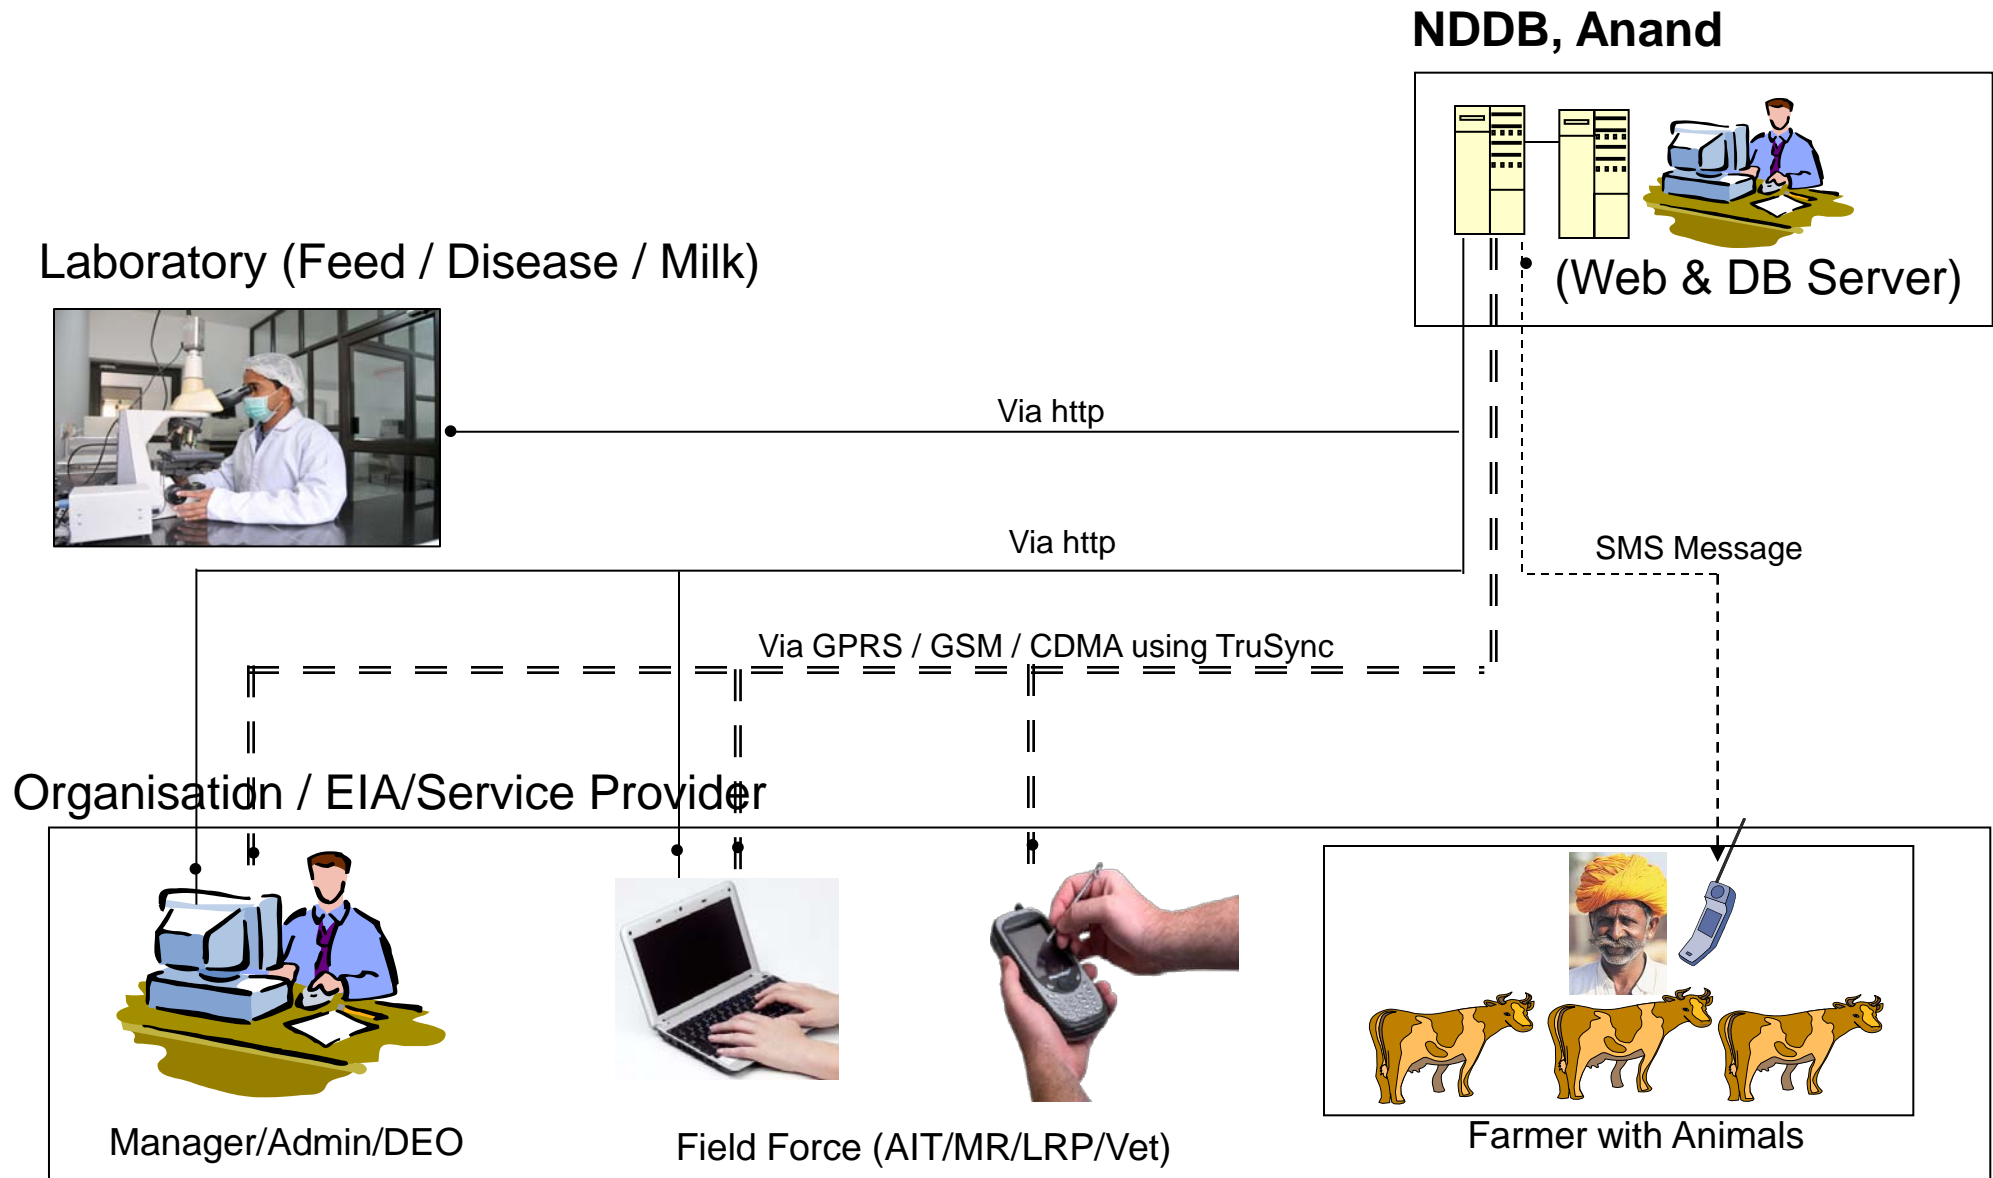 NDDB, Anand
(Web & DB Server)
Laboratory (Feed / Disease / Milk)
Via http
Via http
SMS Message
Via GPRS / GSM / CDMA using TruSync
Organisation / EIA/Service Provider
Manager/Admin/DEO
Field Force (AIT/MR/LRP/Vet)
Farmer with Animals